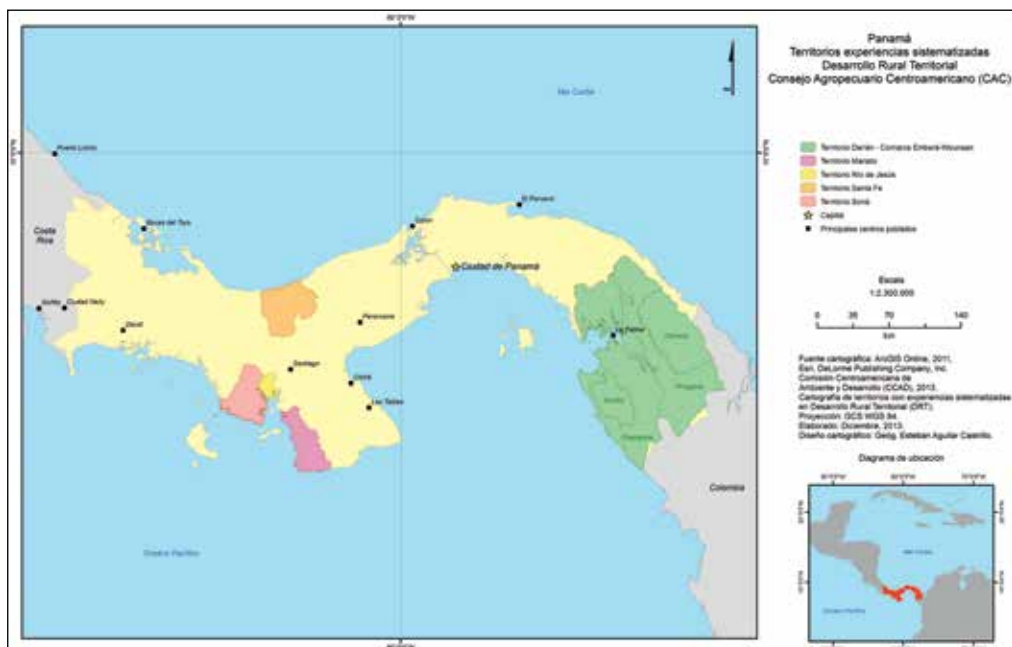 Panamá
Territorios experiencias sistematizadas
Desarrollo Rural Territorial
Consejo Agropecuario Centroamericano (CAC)
Mar Caribe
Puerto Limón
Costa
Rica
Bocas del Toro
Golfito
Ciudad Neily
David
Colón
El Porvenir
Ciudad de Panamá
Penonomé
Santiago
Chitré
Las Tablas
La Palma
Sambú
Colombia
Océano Pacífico
Territorio Darién - Comarca Emberá-Wounaan
Territorio Mariato
Territorio Río de Jesús
Territorio Santa Fe
Territorio Soná
Capital
Principales centros poblados
Escala
1:2.300.000
0 35 70 140
km
Fuente cartográfica: ArcGIS Online, 2011,
Esri, DeLorme Publishing Company, Inc.
Comisión Centroamericana de
Ambiente y Desarrollo (CCAD), 2013.
Cartografía de territorios con experiencias sistematizadas
en Desarrollo Rural Territorial (DRT).
Proyección: GCS WGS 84.
Elaborado: Diciembre, 2013.
Diseño cartográfico: Geóg. Esteban Aguilar Castrillo.
Diagrama de ubicación
Mar Caribe
Océano Pacífico